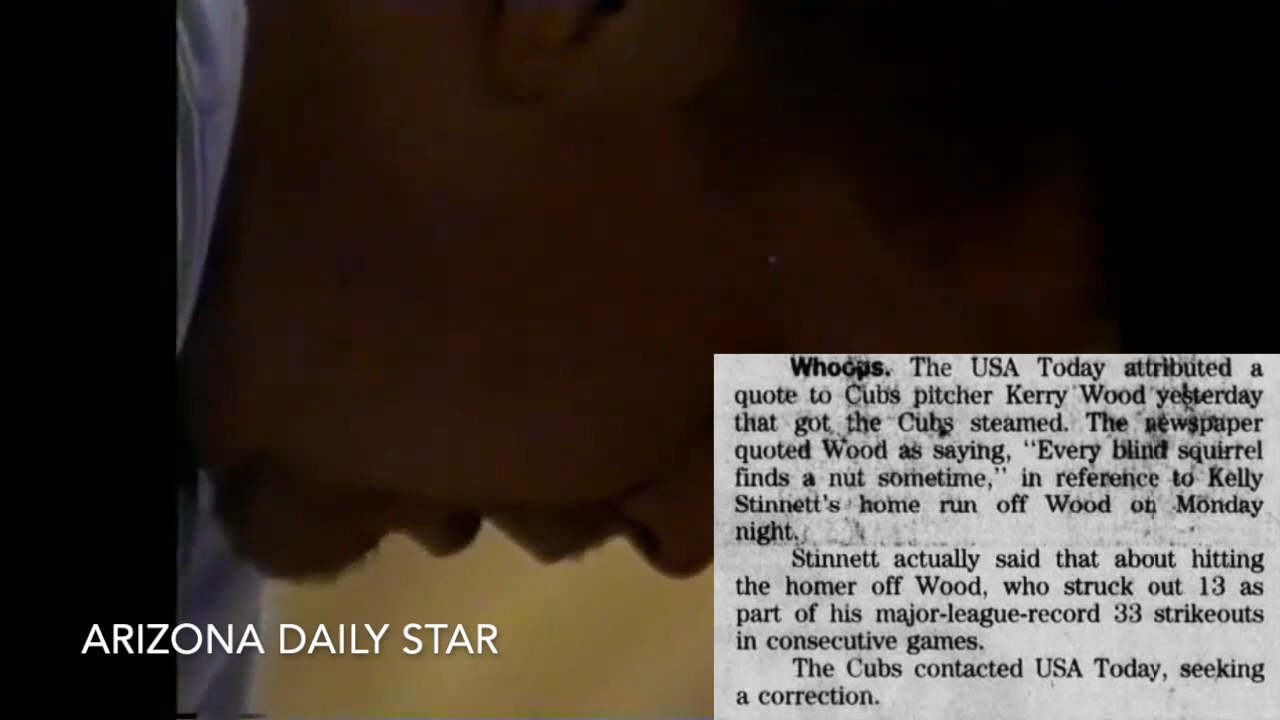 Whoops. The USA Today attributed a
quote to Cubs pitcher Kerry Wood yesterday
that got the Cubs steamed. The newspaper
quoted Wood as saying, "Every blind squirrel
finds a nut sometime," in reference to Kelly
Stinnett's home run off Wood on Monday
night.
Stinnett actually said that about hitting
the homer off Wood, who struck out 13 as
part of his major-league-record 33 strikeouts
in consecutive games.
The Cubs contacted USA Today, seeking
a correction.
ARIZONA DAILY STAR